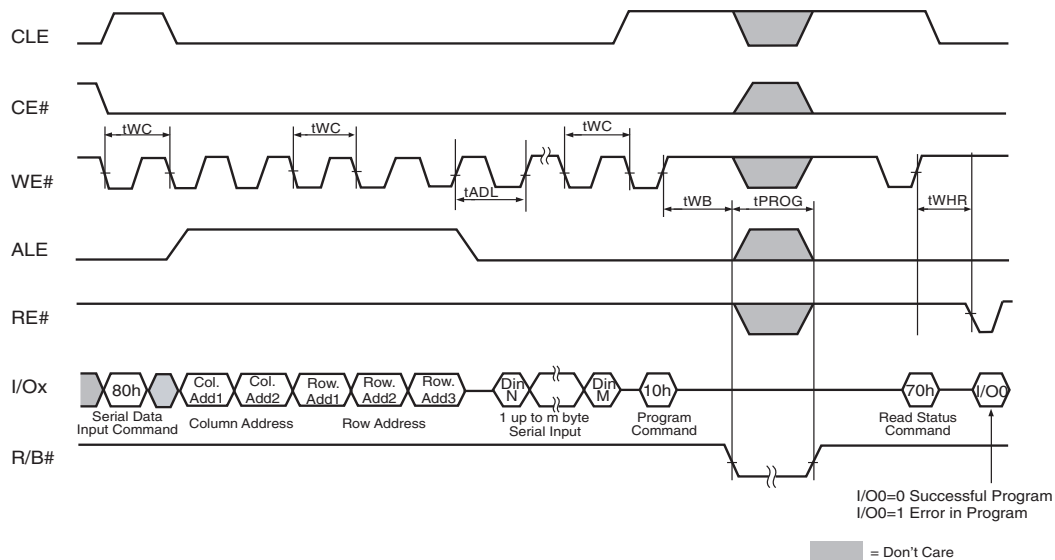 CLE
CE#
tWC
tWC
tWC
WE#
tADL
tWB
tPROG
tWHR
ALE
RE#
I/Ox
80h
Col.
Add1
Col.
Add2
Row.
Add1
Row.
Add2
Row.
Add3
Din
N
Din
M
10h
70h
I/O0
Serial Data
Input Command
Column Address
Row Address
1 up to m byte
Serial Input
Program
Command
Read Status
Command
R/B#
I/O0=0 Successful Program
I/O0=1 Error in Program
= Don't Care